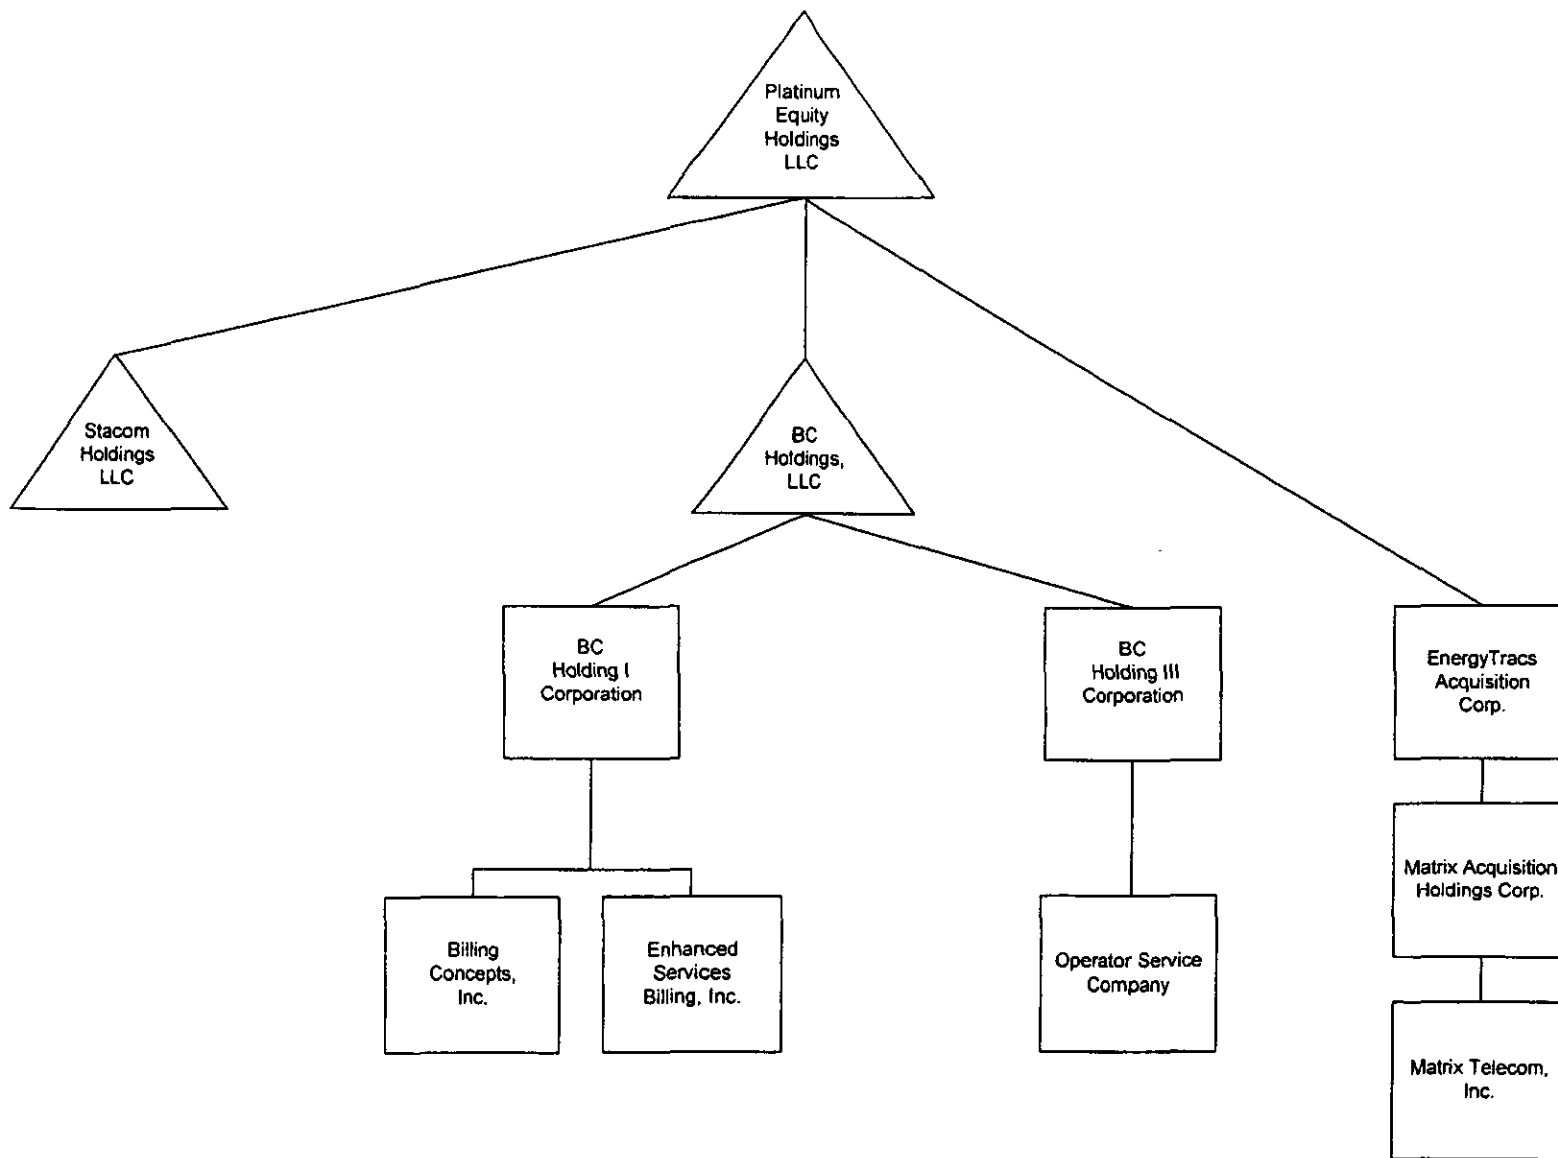 Platinum
Equity
Holdings
LLC
Stacom
Holdings
LLC
BC
Holdings,
LLC
BC
Holding I
Corporation
BC
Holding III
Corporation
EnergyTracs
Acquisition
Corp.
Matrix Acquisition
Holdings Corp.
Billing
Concepts,
Inc.
Enhanced
Services
Billing, Inc.
Operator Service
Company
Matrix Telecom,
Inc.